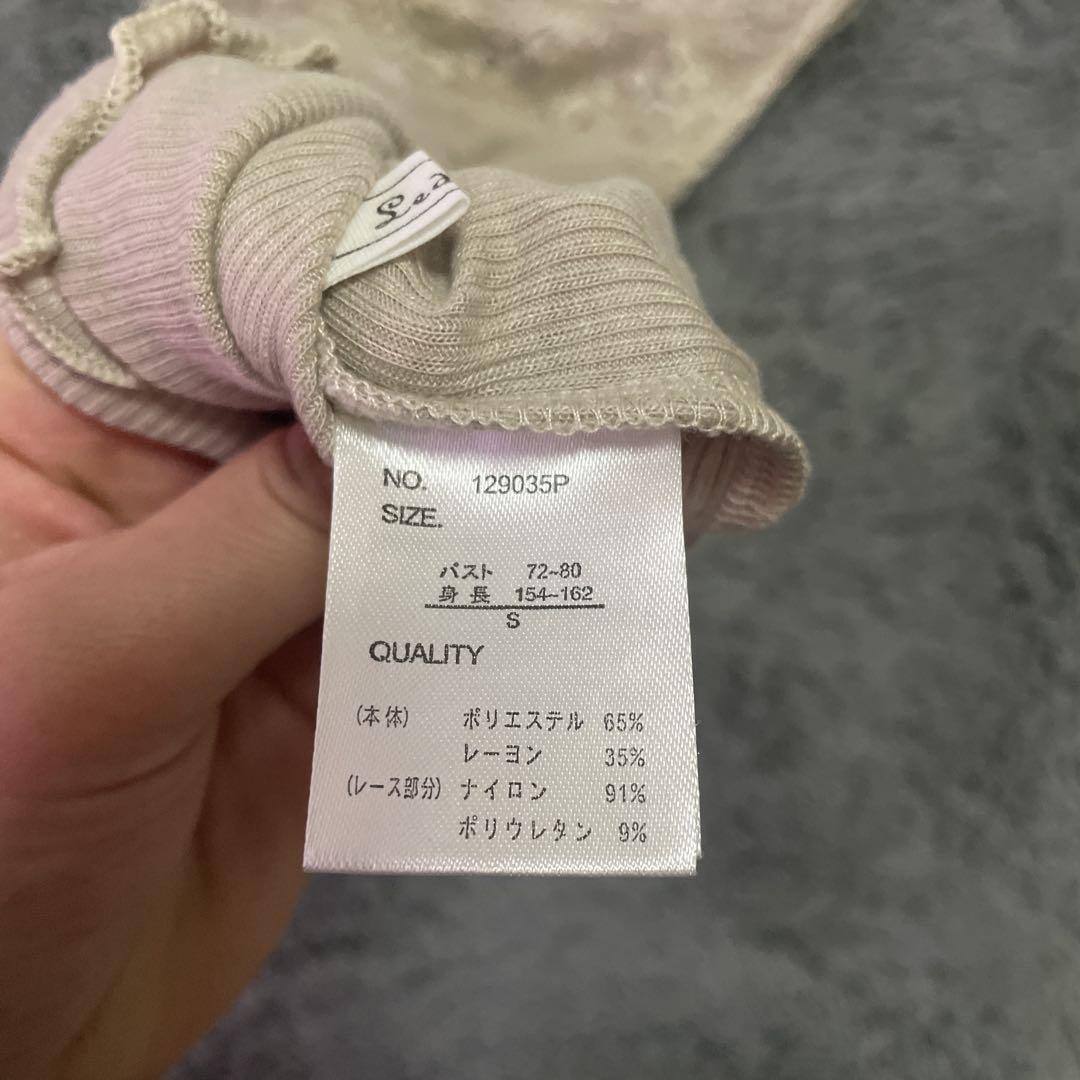 NO. 129035P
SIZE.
バスト 72~80
身長 154~162
S
QUALITY
(本体) ポリエステル 65%
レーヨン 35%
(レース部分) ナイロン 91%
ポリウレタン 9%